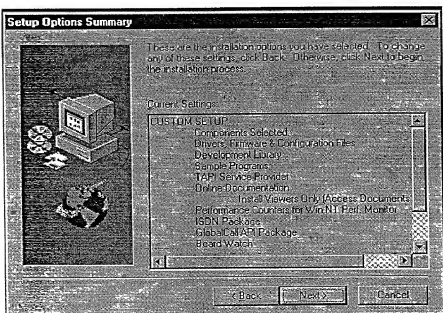 Setup Options Summary
These are the installation options you have selected. To change
any of these settings, click Back. Otherwise, click Next to begin
the installation process.
Current Settings:
CUSTOM SETUP
Components Selected
Drivers, Firmware & Configuration Files
Development Library
Sample Programs
TAPI Service Provider
Online Documentation
Install Viewers Only (Access Documents
Performance Counters for Win NT Perf. Monitor
ISDN Package
GlobalCall API Package
Board Watch
< Back
Next >
Cancel